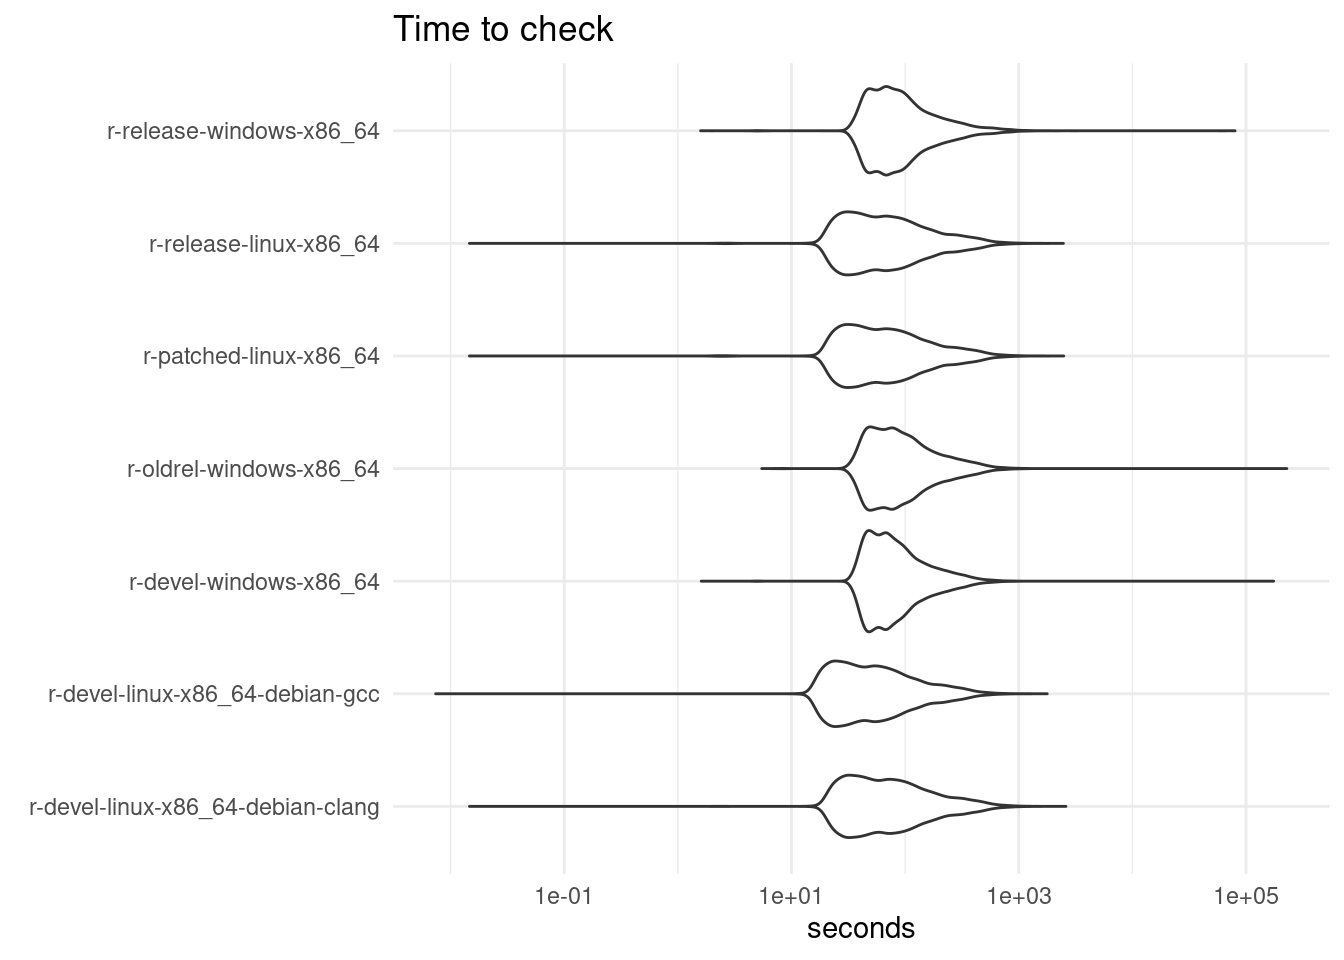 Time to check
r-release-windows-x86_64
r-release-linux-x86_64
r-patched-linux-x86_64
r-oldrel-windows-x86_64
r-devel-windows-x86_64
r-devel-linux-x86_64-debian-gcc
r-devel-linux-x86_64-debian-clang
1e-01 1e+01 1e+03 1e+05
seconds